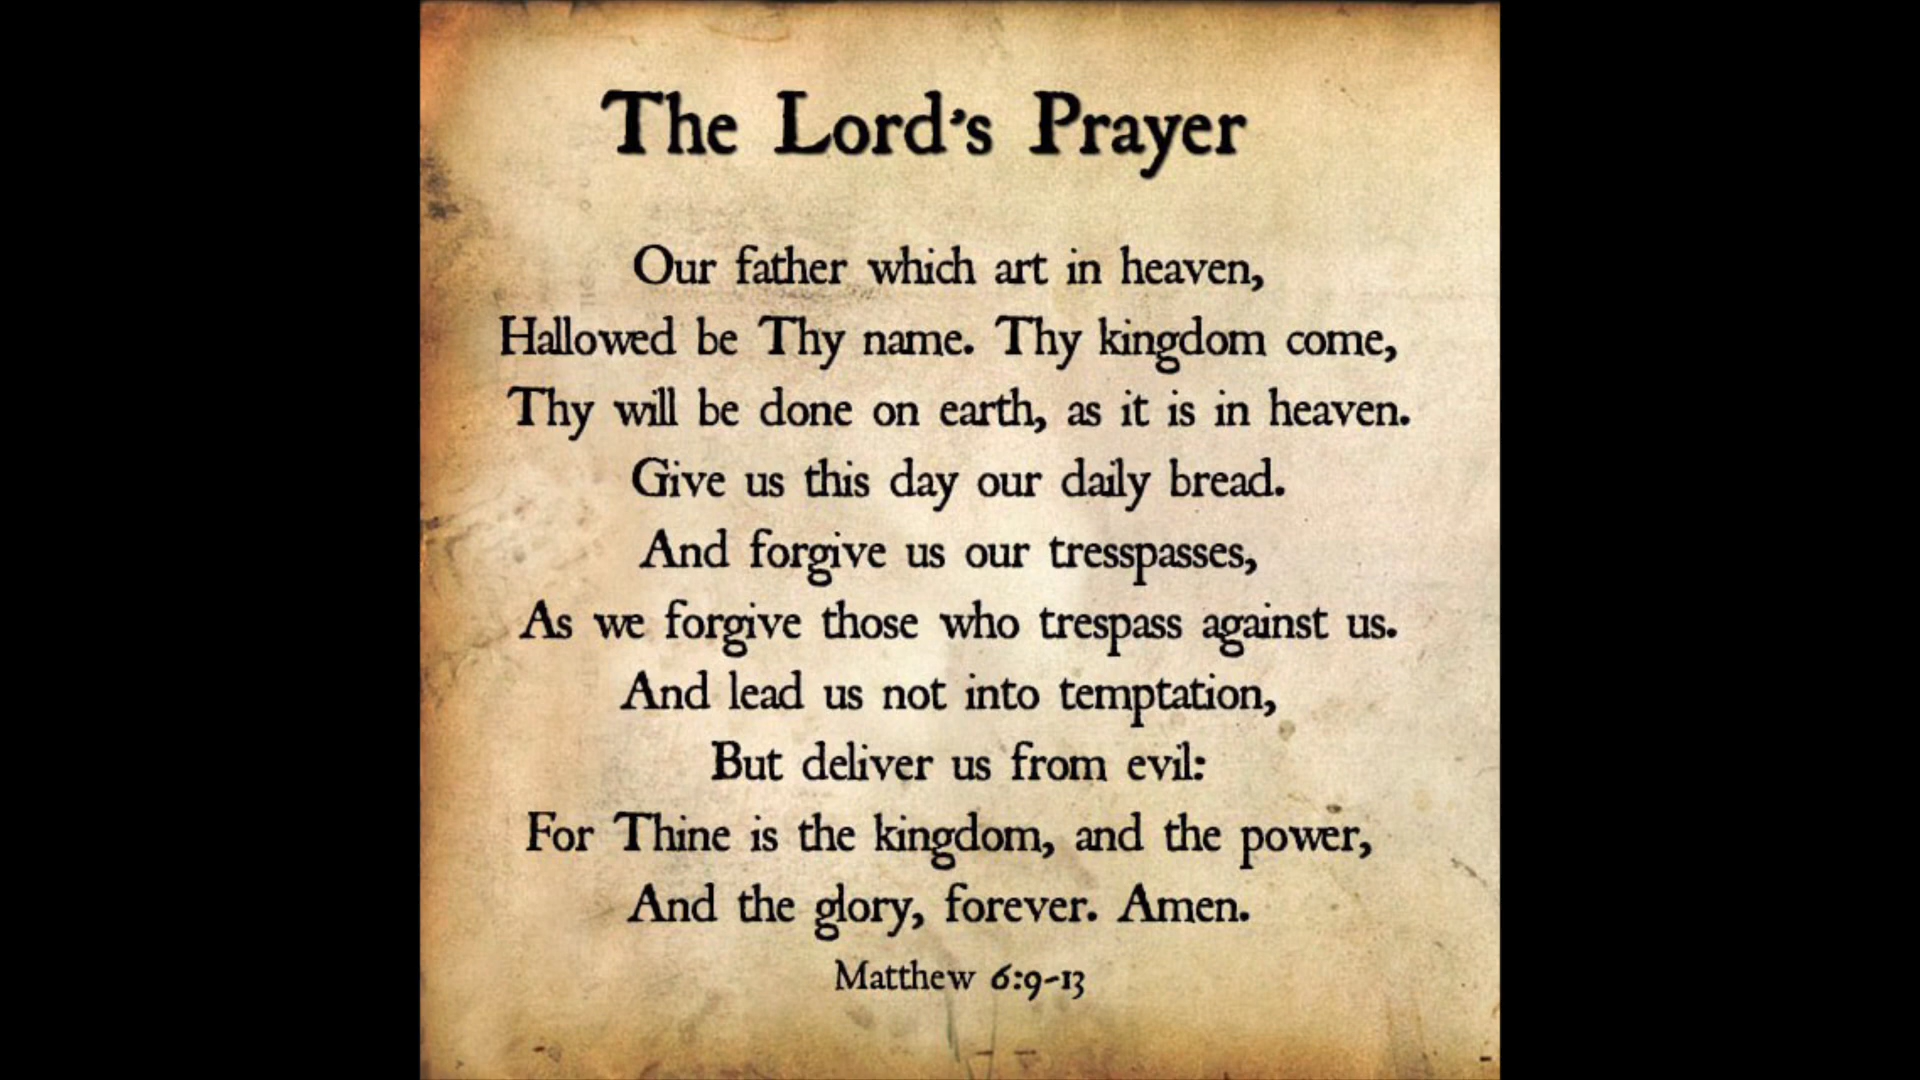 The Lord's Prayer
Our father which art in heaven,
Hallowed be Thy name. Thy kingdom come,
Thy will be done on earth, as it is in heaven.
Give us this day our daily bread.
And forgive us our tresspasses,
As we forgive those who trespass against us.
And lead us not into temptation,
But deliver us from evil:
For Thine is the kingdom, and the power,
And the glory, forever. Amen.
Matthew 6:9-13